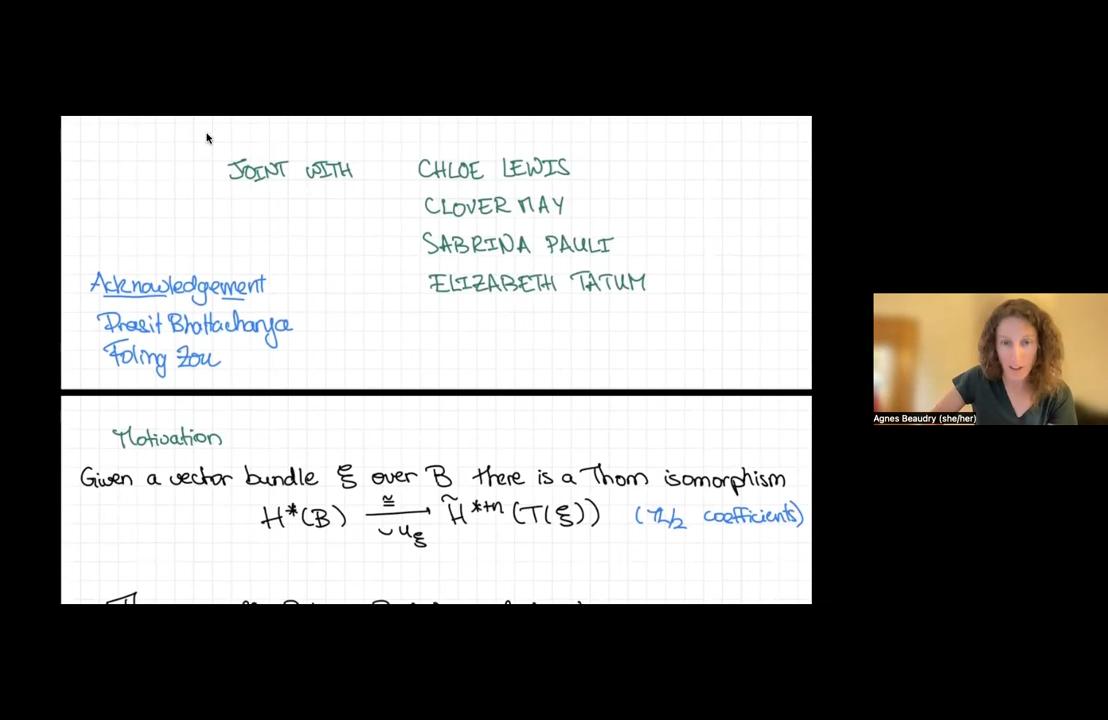 JOINT WITH CHLOE LEWIS
CLOVER MAY
SABRINA PAULI
ELIZABETH TATUM
Acknowledgement
Prasit Bhattacharya
Foling Zou
Motivation
Given a vector bundle ξ over B there is a Thom isomorphism
H*(B) ≅→ ∪u_ξ H̃^{*+n}(T(ξ)) (ℤ/2 coefficients)
Agnes Beaudry (she/her)